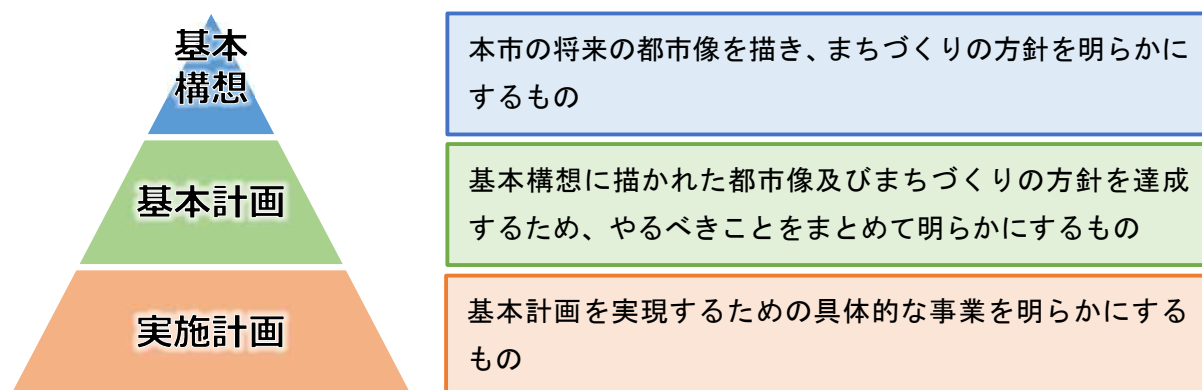 基本
構想
本市の将来の都市像を描き、まちづくりの方針を明らかに
するもの
基本計画
基本構想に描かれた都市像及びまちづくりの方針を達成
するため、やるべきことをまとめて明らかにするもの
実施計画
基本計画を実現するための具体的な事業を明らかにする
もの